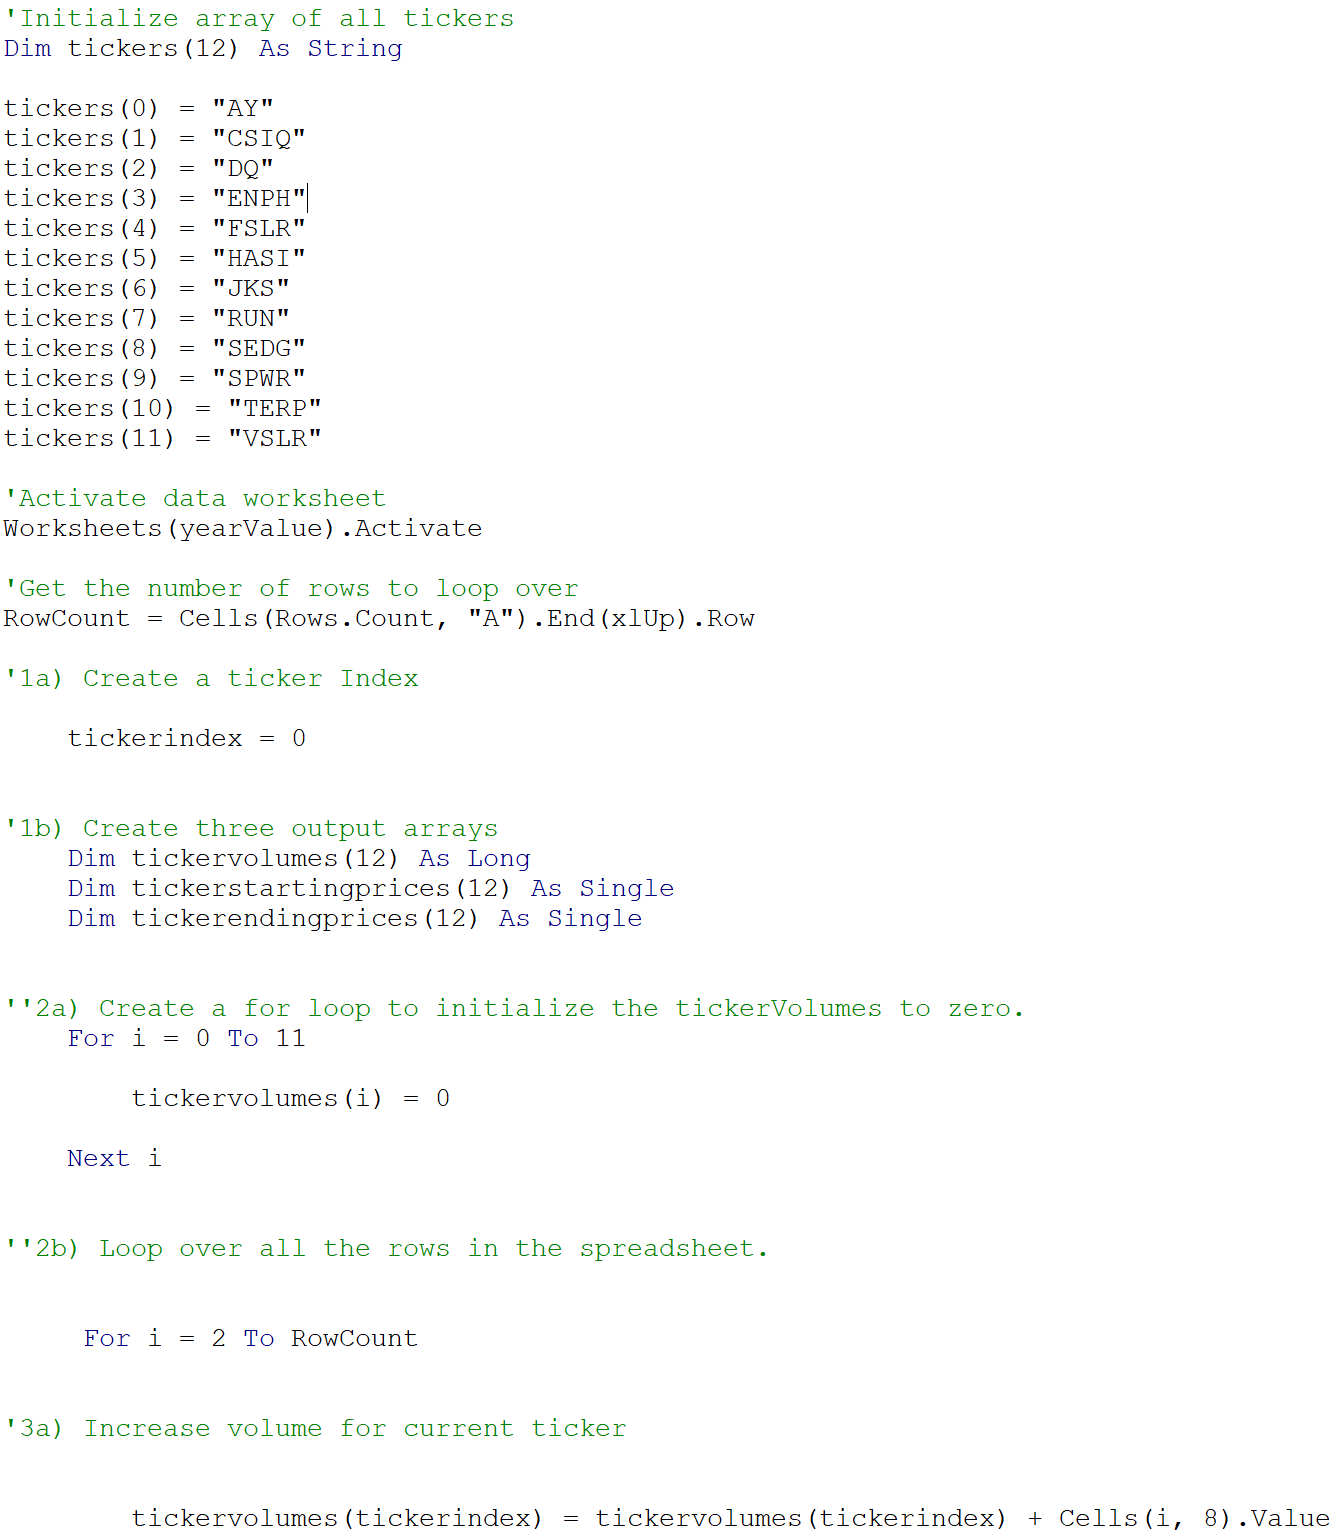 'Initialize array of all tickers
Dim tickers(12) As String
tickers(0) = "AY"
tickers(1) = "CSIQ"
tickers(2) = "DQ"
tickers(3) = "ENPH"
tickers(4) = "FSLR"
tickers(5) = "HASI"
tickers(6) = "JKS"
tickers(7) = "RUN"
tickers(8) = "SEDG"
tickers(9) = "SPWR"
tickers(10) = "TERP"
tickers(11) = "VSLR"
'Activate data worksheet
Worksheets(yearValue).Activate
'Get the number of rows to loop over
RowCount = Cells(Rows.Count, "A").End(xlUp).Row
'1a) Create a ticker Index
tickerindex = 0
'1b) Create three output arrays
Dim tickervolumes(12) As Long
Dim tickerstartingprices(12) As Single
Dim tickerendingprices(12) As Single
''2a) Create a for loop to initialize the tickerVolumes to zero.
For i = 0 To 11
tickervolumes(i) = 0
Next i
''2b) Loop over all the rows in the spreadsheet.
For i = 2 To RowCount
'3a) Increase volume for current ticker
tickervolumes(tickerindex) = tickervolumes(tickerindex) + Cells(i, 8).Value